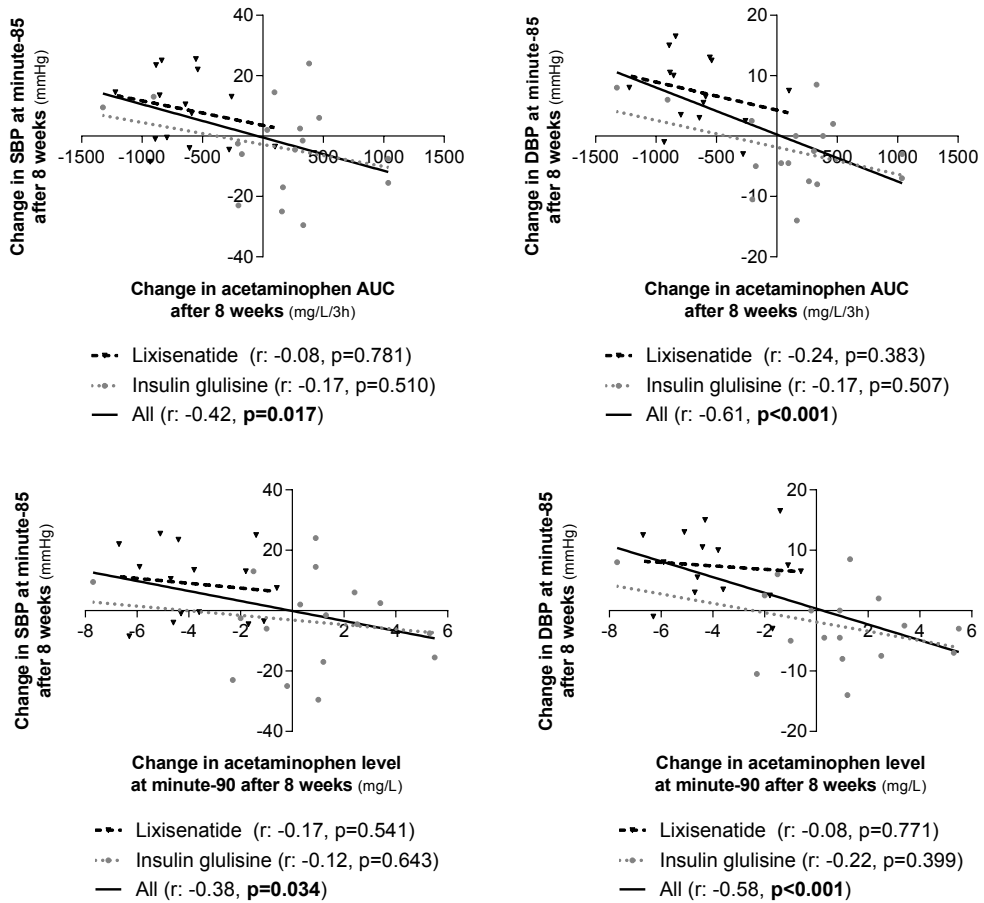 Change in SBP at minute-85
after 8 weeks (mmHg)
40
20
-20
-40
-1500 -1000 -500 500 1000 1500
Change in acetaminophen AUC
after 8 weeks (mg/L/3h)
Lixisenatide (r: -0.08, p=0.781)
Insulin glulisine (r: -0.17, p=0.510)
All (r: -0.42, p=0.017)
Change in DBP at minute-85
after 8 weeks (mmHg)
20
10
-10
-20
-1500 -1000 -500 500 1000 1500
Change in acetaminophen AUC
after 8 weeks (mg/L/3h)
Lixisenatide (r: -0.24, p=0.383)
Insulin glulisine (r: -0.17, p=0.507)
All (r: -0.61, p<0.001)
Change in SBP at minute-85
after 8 weeks (mmHg)
40
20
-20
-40
-8 -6 -4 -2 2 4 6
Change in acetaminophen level
at minute-90 after 8 weeks (mg/L)
Lixisenatide (r: -0.17, p=0.541)
Insulin glulisine (r: -0.12, p=0.643)
All (r: -0.38, p=0.034)
Change in DBP at minute-85
after 8 weeks (mmHg)
20
10
-10
-20
-8 -6 -4 -2 2 4 6
Change in acetaminophen level
at minute-90 after 8 weeks (mg/L)
Lixisenatide (r: -0.08, p=0.771)
Insulin glulisine (r: -0.22, p=0.399)
All (r: -0.58, p<0.001)